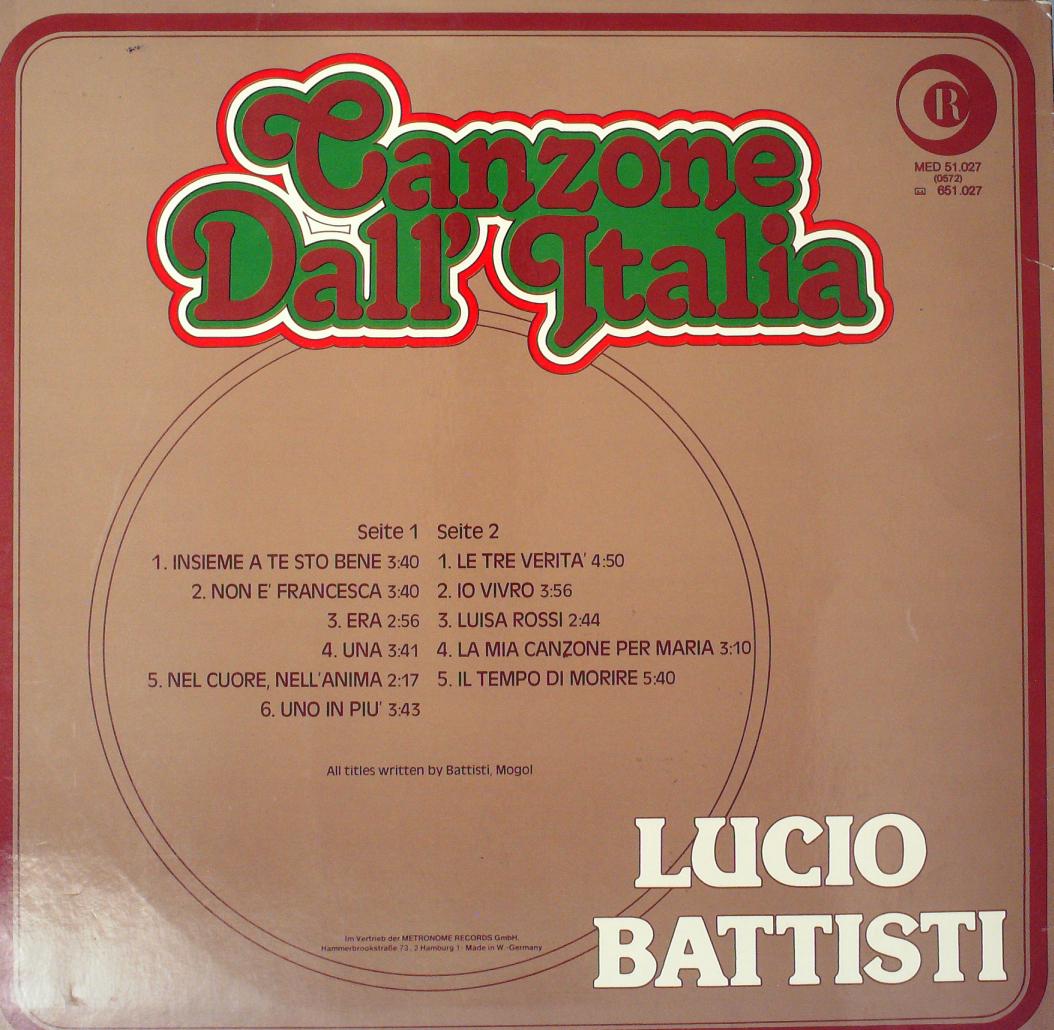 Canzone
Dall' Italia
R
MED 51.027
(0572)
651.027
Seite 1
1. INSIEME A TE STO BENE 3:40
2. NON E' FRANCESCA 3:40
3. ERA 2:56
4. UNA 3:41
5. NEL CUORE, NELL'ANIMA 2:17
6. UNO IN PIU' 3:43
Seite 2
1. LE TRE VERITA' 4:50
2. IO VIVRO 3:56
3. LUISA ROSSI 2:44
4. LA MIA CANZONE PER MARIA 3:10
5. IL TEMPO DI MORIRE 5:40
All titles written by Battisti, Mogol
LUCIO
BATTISTI
Im Vertrieb der METRONOME RECORDS GmbH,
Hammerbrookstraße 73 . 2 Hamburg 1 · Made in W.-Germany